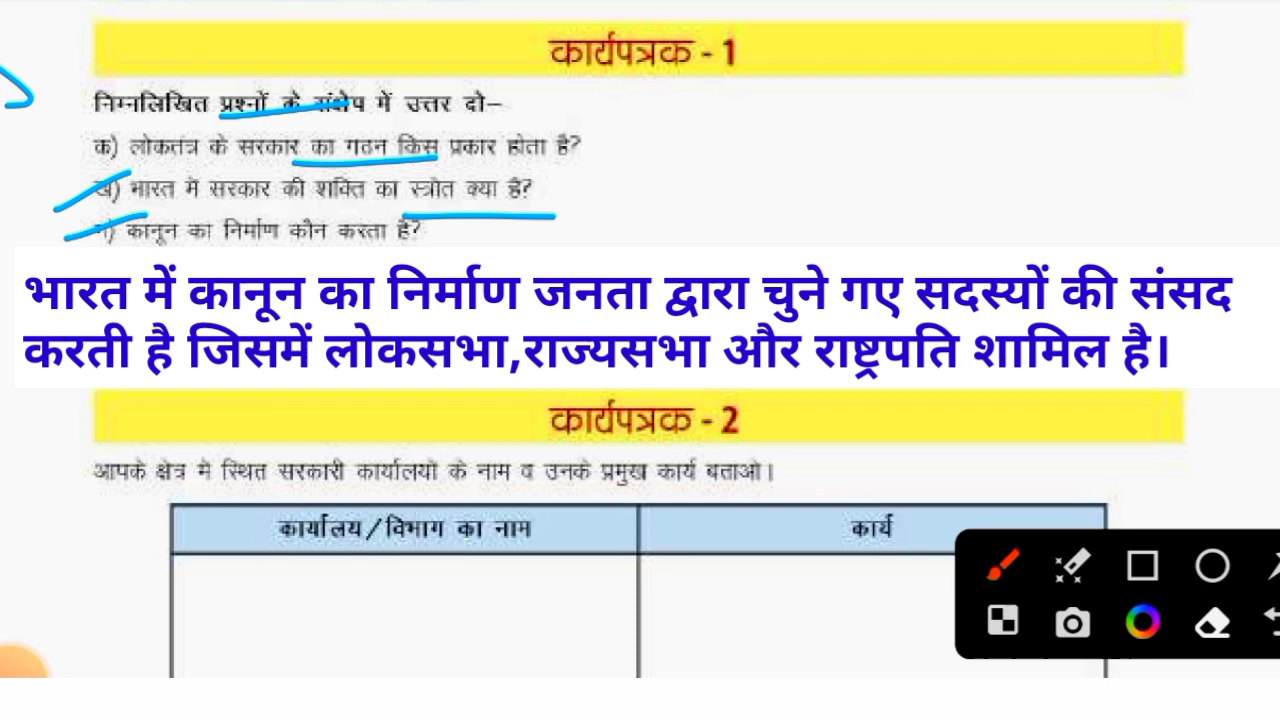 कार्यपत्रक - 1
निम्नलिखित प्रश्नों के संक्षेप में उत्तर दो–
क) लोकतंत्र के सरकार का गठन किस प्रकार होता है?
ख) भारत में सरकार की शक्ति का स्त्रोत क्या है?
ग) कानून का निर्माण कौन करता है?
भारत में कानून का निर्माण जनता द्वारा चुने गए सदस्यों की संसद
करती है जिसमें लोकसभा,राज्यसभा और राष्ट्रपति शामिल है।
कार्यपत्रक - 2
आपके क्षेत्र में स्थित सरकारी कार्यालयों के नाम व उनके प्रमुख कार्य बताओ।
कार्यालय/विभाग का नाम कार्य